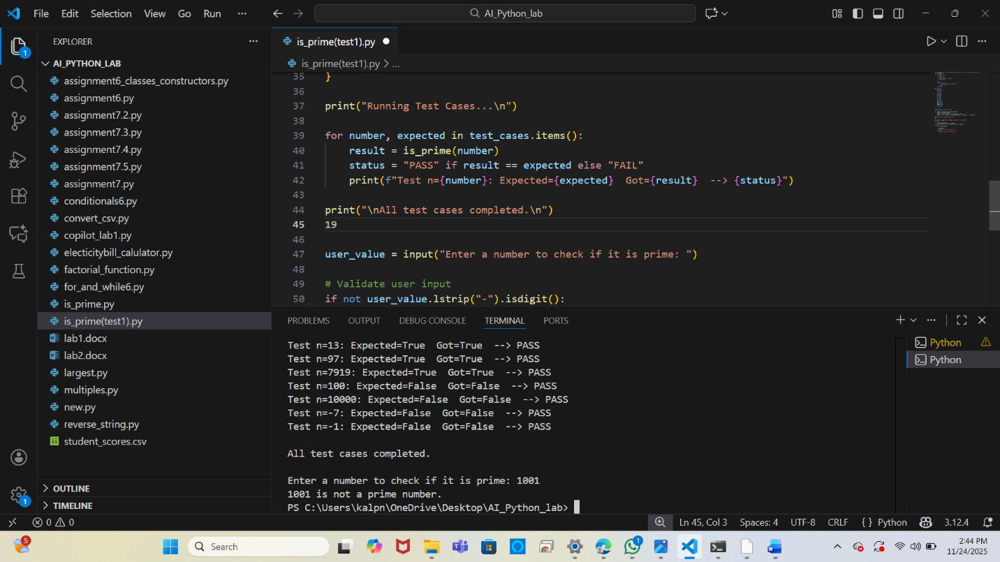 File Edit Selection View Go Run ··· AI_Python_lab
EXPLORER ···
AI_PYTHON_LAB
assignment6_classes_constructors.py
assignment6.py
assignment7.2.py
assignment7.3.py
assignment7.4.py
assignment7.5.py
assignment7.py
conditionals6.py
convert_csv.py
copilot_lab1.py
electicitybill_calulator.py
factorial_function.py
for_and_while6.py
is_prime.py
is_prime(test1).py
lab1.docx
lab2.docx
largest.py
multiples.py
new.py
reverse_string.py
student_scores.csv
OUTLINE
TIMELINE
1
1
is_prime(test1).py
is_prime(test1).py > ...
35 }
36
37 print("Running Test Cases...\n")
38
39 for number, expected in test_cases.items():
40 result = is_prime(number)
41 status = "PASS" if result == expected else "FAIL"
42 print(f"Test n={number}: Expected={expected}  Got={result}  --> {status}")
43
44 print("\nAll test cases completed.\n")
45 19
46
47 user_value = input("Enter a number to check if it is prime: ")
48
49 # Validate user input
50 if not user_value.lstrip("-").isdigit():
PROBLEMS OUTPUT DEBUG CONSOLE TERMINAL PORTS
Test n=13: Expected=True  Got=True  --> PASS
Test n=97: Expected=True  Got=True  --> PASS
Test n=7919: Expected=True  Got=True  --> PASS
Test n=100: Expected=False  Got=False  --> PASS
Test n=10000: Expected=False  Got=False  --> PASS
Test n=-7: Expected=False  Got=False  --> PASS
Test n=-1: Expected=False  Got=False  --> PASS
All test cases completed.
Enter a number to check if it is prime: 1001
1001 is not a prime number.
PS C:\Users\kalpn\OneDrive\Desktop\AI_Python_lab>
Python
Python
0 0 Ln 45, Col 3 Spaces: 4 UTF-8 CRLF { } Python 3.12.4
5 Search 1 2:44 PM
11/24/2025